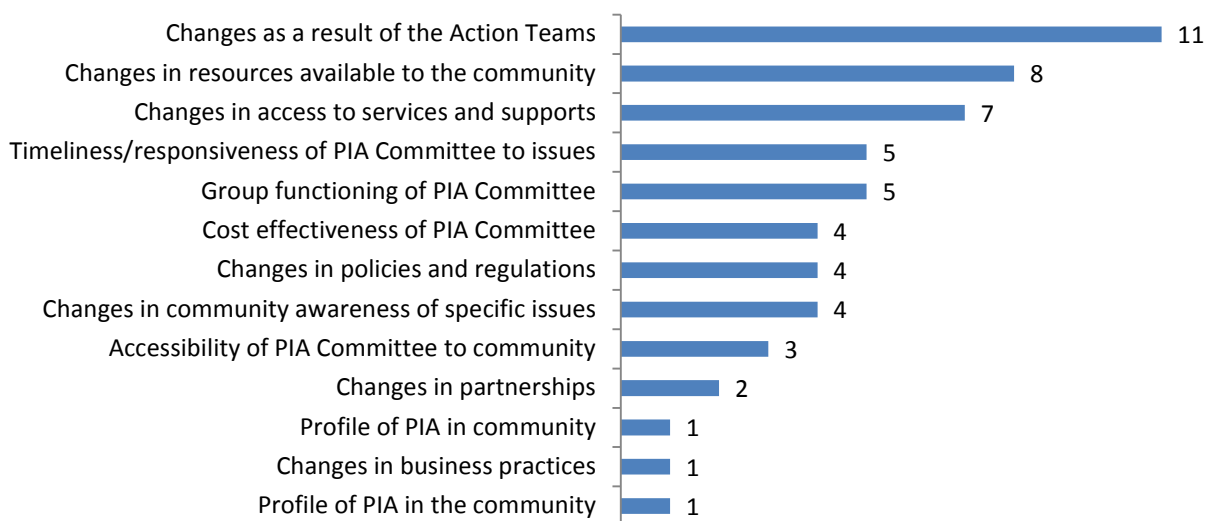 Changes as a result of the Action Teams 11
Changes in resources available to the community 8
Changes in access to services and supports 7
Timeliness/responsiveness of PIA Committee to issues 5
Group functioning of PIA Committee 5
Cost effectiveness of PIA Committee 4
Changes in policies and regulations 4
Changes in community awareness of specific issues 4
Accessibility of PIA Committee to community 3
Changes in partnerships 2
Profile of PIA in community 1
Changes in business practices 1
Profile of PIA in the community 1